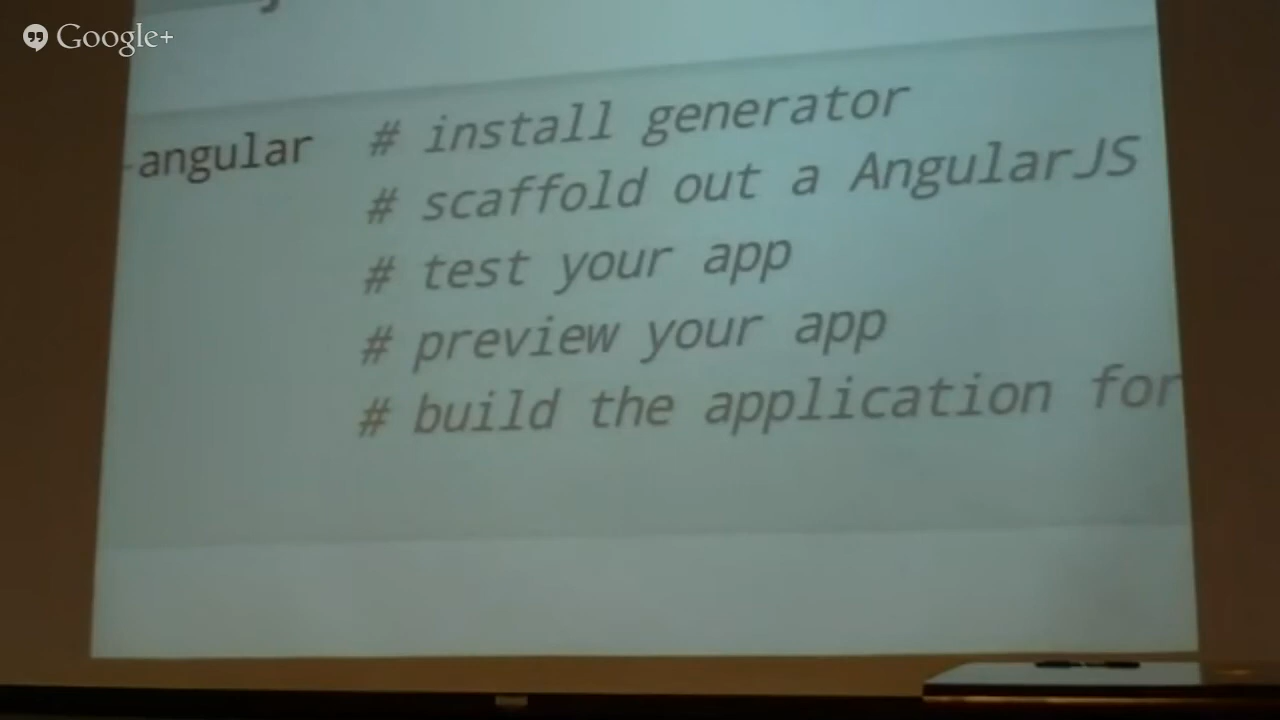 Google+
-angular # install generator
# scaffold out a AngularJS
# test your app
# preview your app
# build the application for